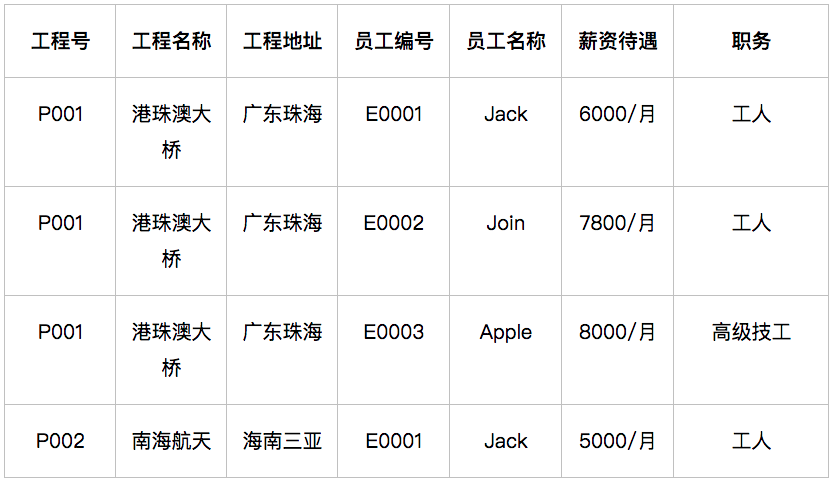 工程号 工程名称 工程地址 员工编号 员工名称 薪资待遇 职务
P001 港珠澳大 广东珠海 E0001 Jack 6000/月 工人
桥
P001 港珠澳大 广东珠海 E0002 Join 7800/月 工人
桥
P001 港珠澳大 广东珠海 E0003 Apple 8000/月 高级技工
桥
P002 南海航天 海南三亚 E0001 Jack 5000/月 工人